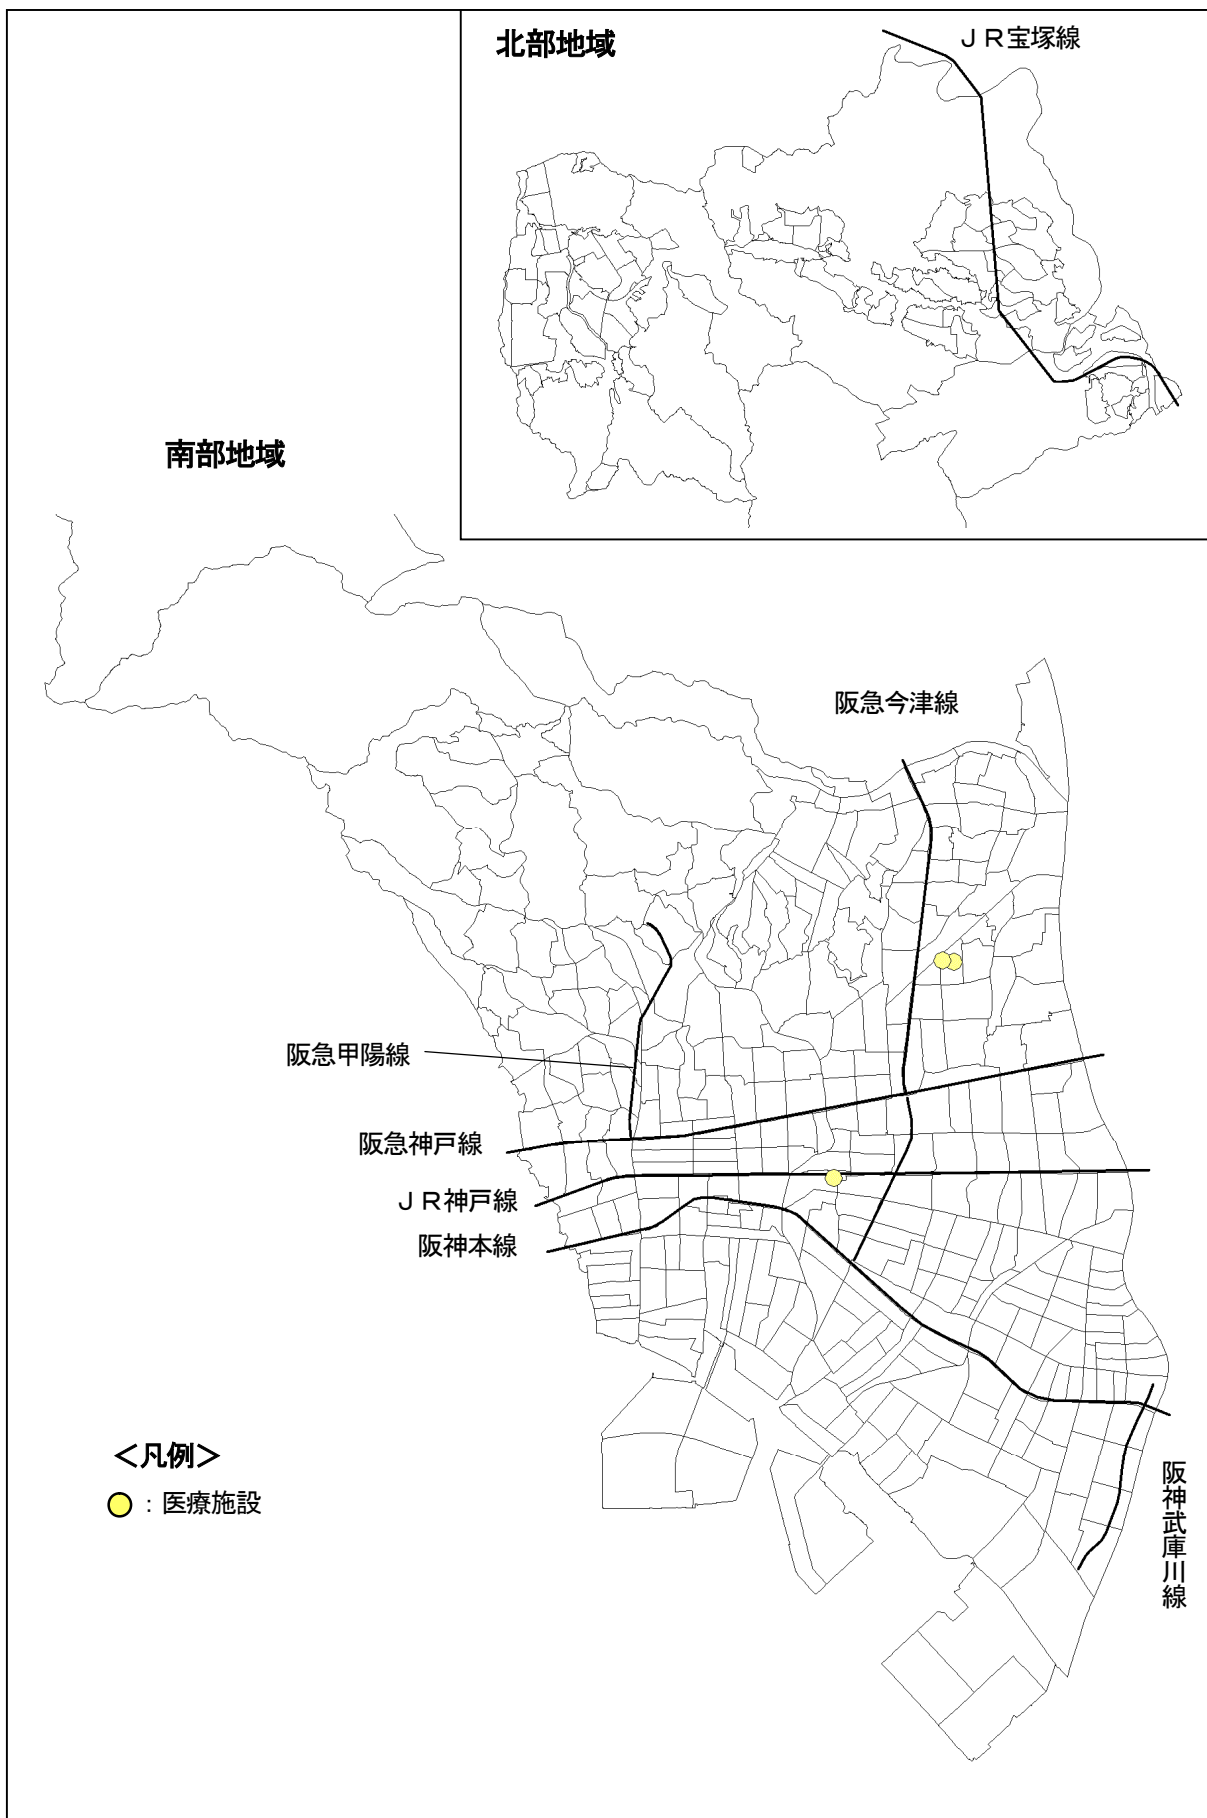 北部地域
ＪＲ宝塚線
南部地域
阪急今津線
阪急甲陽線
阪急神戸線
ＪＲ神戸線
阪神本線
＜凡例＞
：医療施設
阪神武庫川線